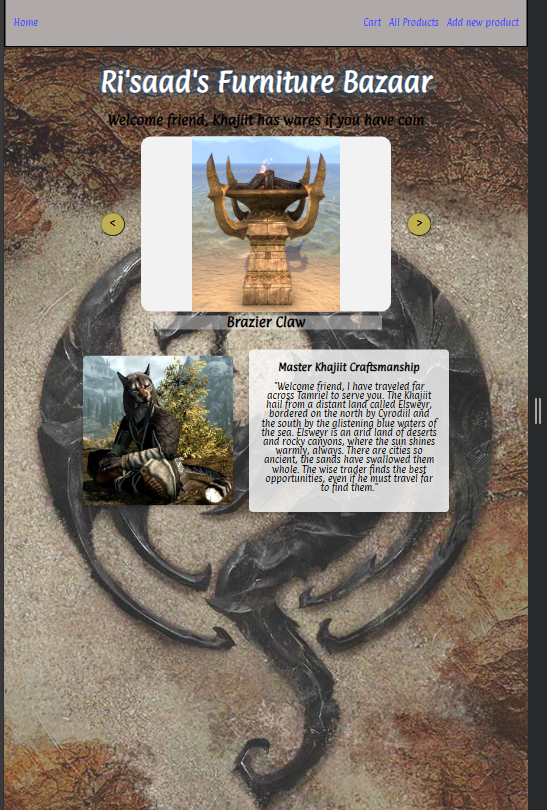 Home Cart All Products Add new product
Ri'saad's Furniture Bazaar
Welcome friend, Khajiit has wares if you have coin
<
>
Brazier Claw
Master Khajiit Craftsmanship
"Welcome friend, I have traveled far
across Tamriel to serve you. The Khajiit
hail from a distant land called Elsweyr,
bordered on the north by Cyrodiil and
the south by the glistening blue waters of
the sea. Elsweyr is an arid land of deserts
and rocky canyons, where the sun shines
warmly, always. There are cities so
ancient, the sands have swallowed them
whole. The wise trader finds the best
opportunities, even if he must travel far
to find them."